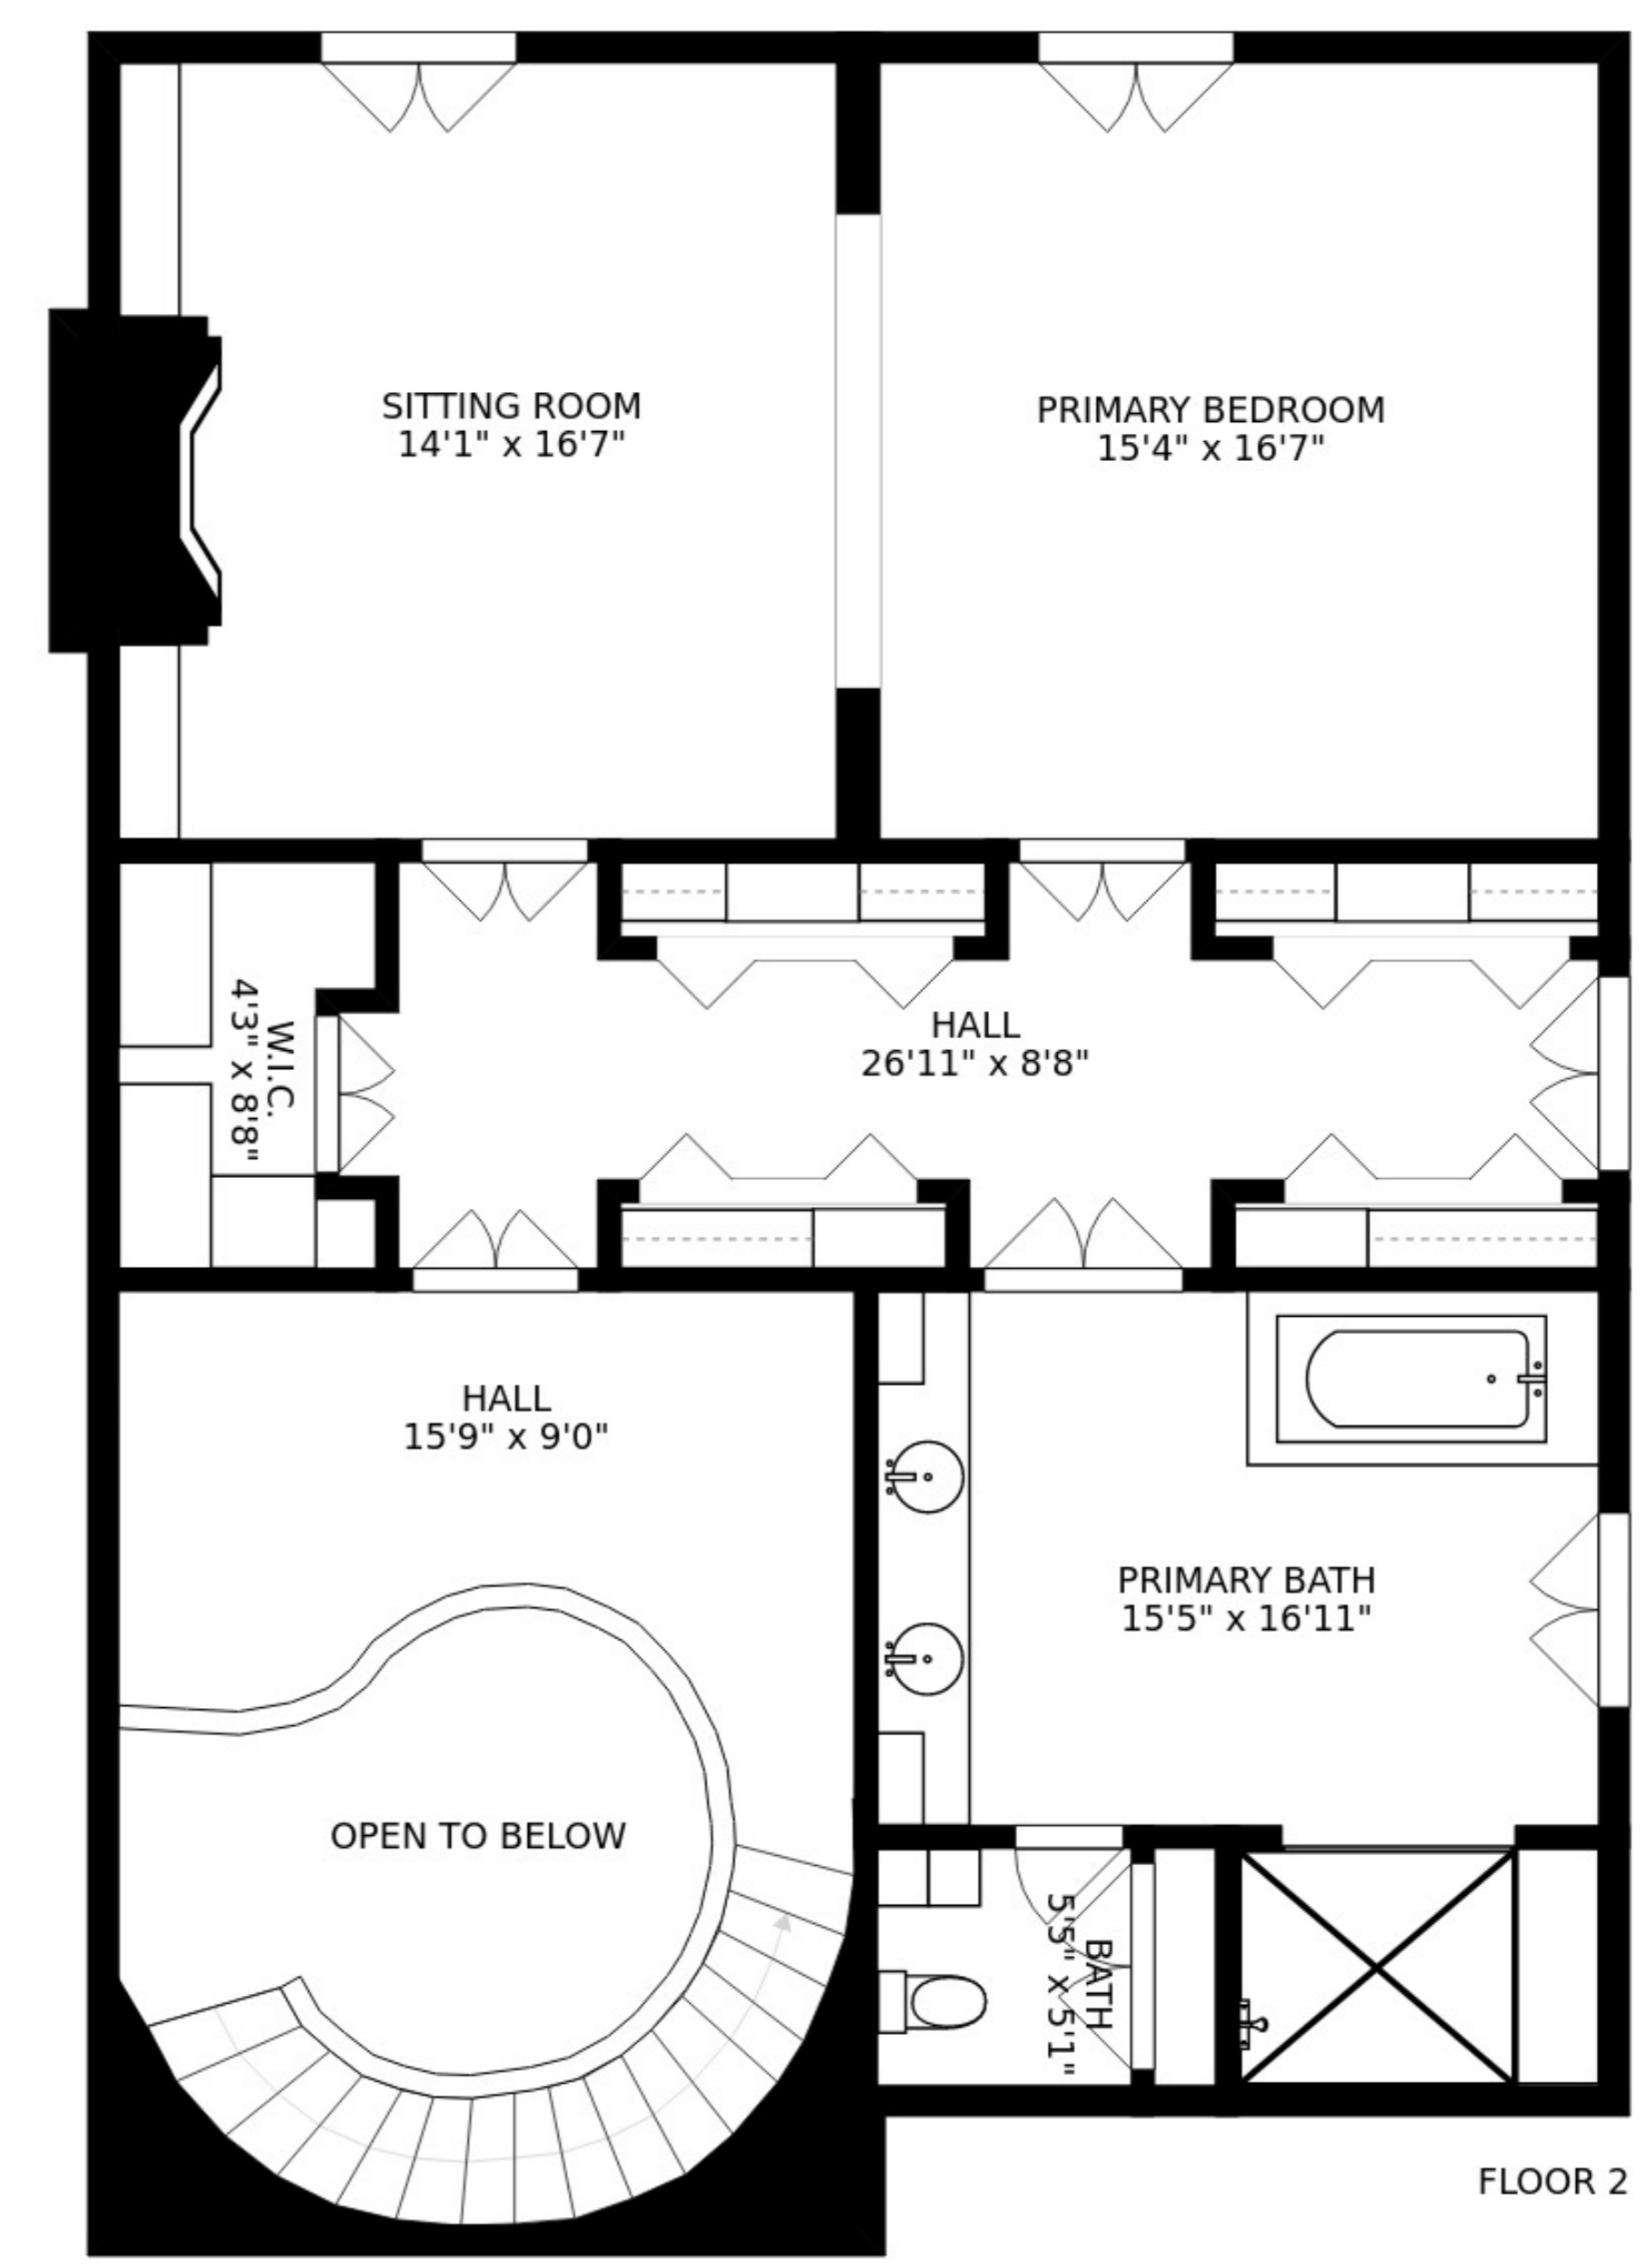 SITTING ROOM
14'1" x 16'7"
PRIMARY BEDROOM
15'4" x 16'7"
W.I.C.
4'3" x 8'8"
HALL
26'11" x 8'8"
HALL
15'9" x 9'0"
PRIMARY BATH
15'5" x 16'11"
OPEN TO BELOW
BATH
5'5" x 5'1"
FLOOR 2